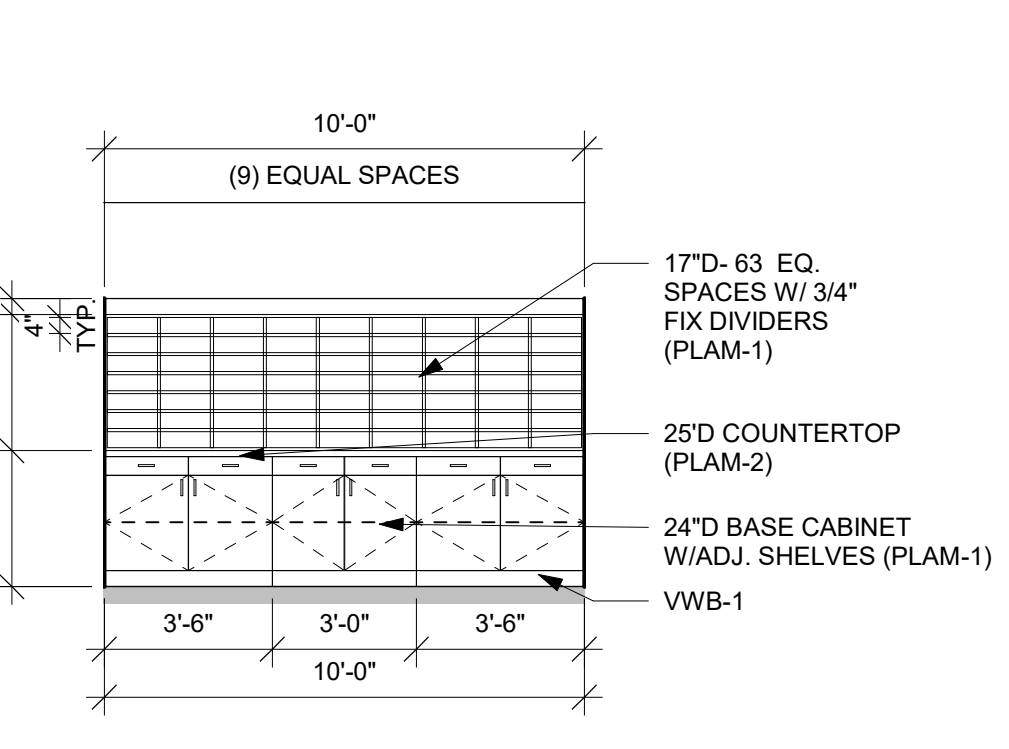 10'-0"
(9) EQUAL SPACES
4"
TYP.
17"D- 63 EQ.
SPACES W/ 3/4"
FIX DIVIDERS
(PLAM-1)
25'D COUNTERTOP
(PLAM-2)
24"D BASE CABINET
W/ADJ. SHELVES (PLAM-1)
VWB-1
3'-6"
3'-0"
3'-6"
10'-0"